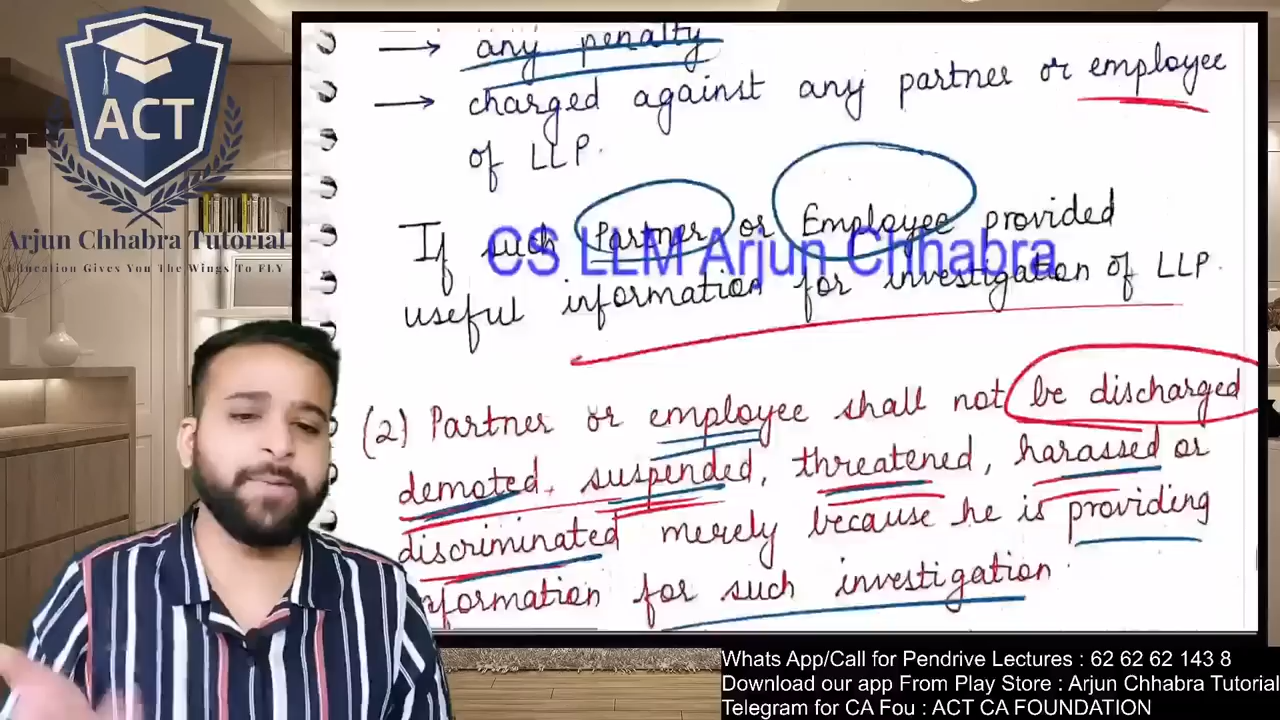 → any penalty
→ charged against any partner or employee
of LLP.
If such Partner or Employee provided
CS LLM Arjun Chhabra
useful information for investigation of LLP.
(2) Partner or employee shall not be discharged
demoted, suspended, threatened, harassed or
discriminated merely because he is providing
nformation for such investigation.
ACT
Arjun Chhabra Tutorial
Education Gives You The Wings To FLY
Whats App/Call for Pendrive Lectures : 62 62 62 143 8
Download our app From Play Store : Arjun Chhabra Tutorial
Telegram for CA Fou : ACT CA FOUNDATION